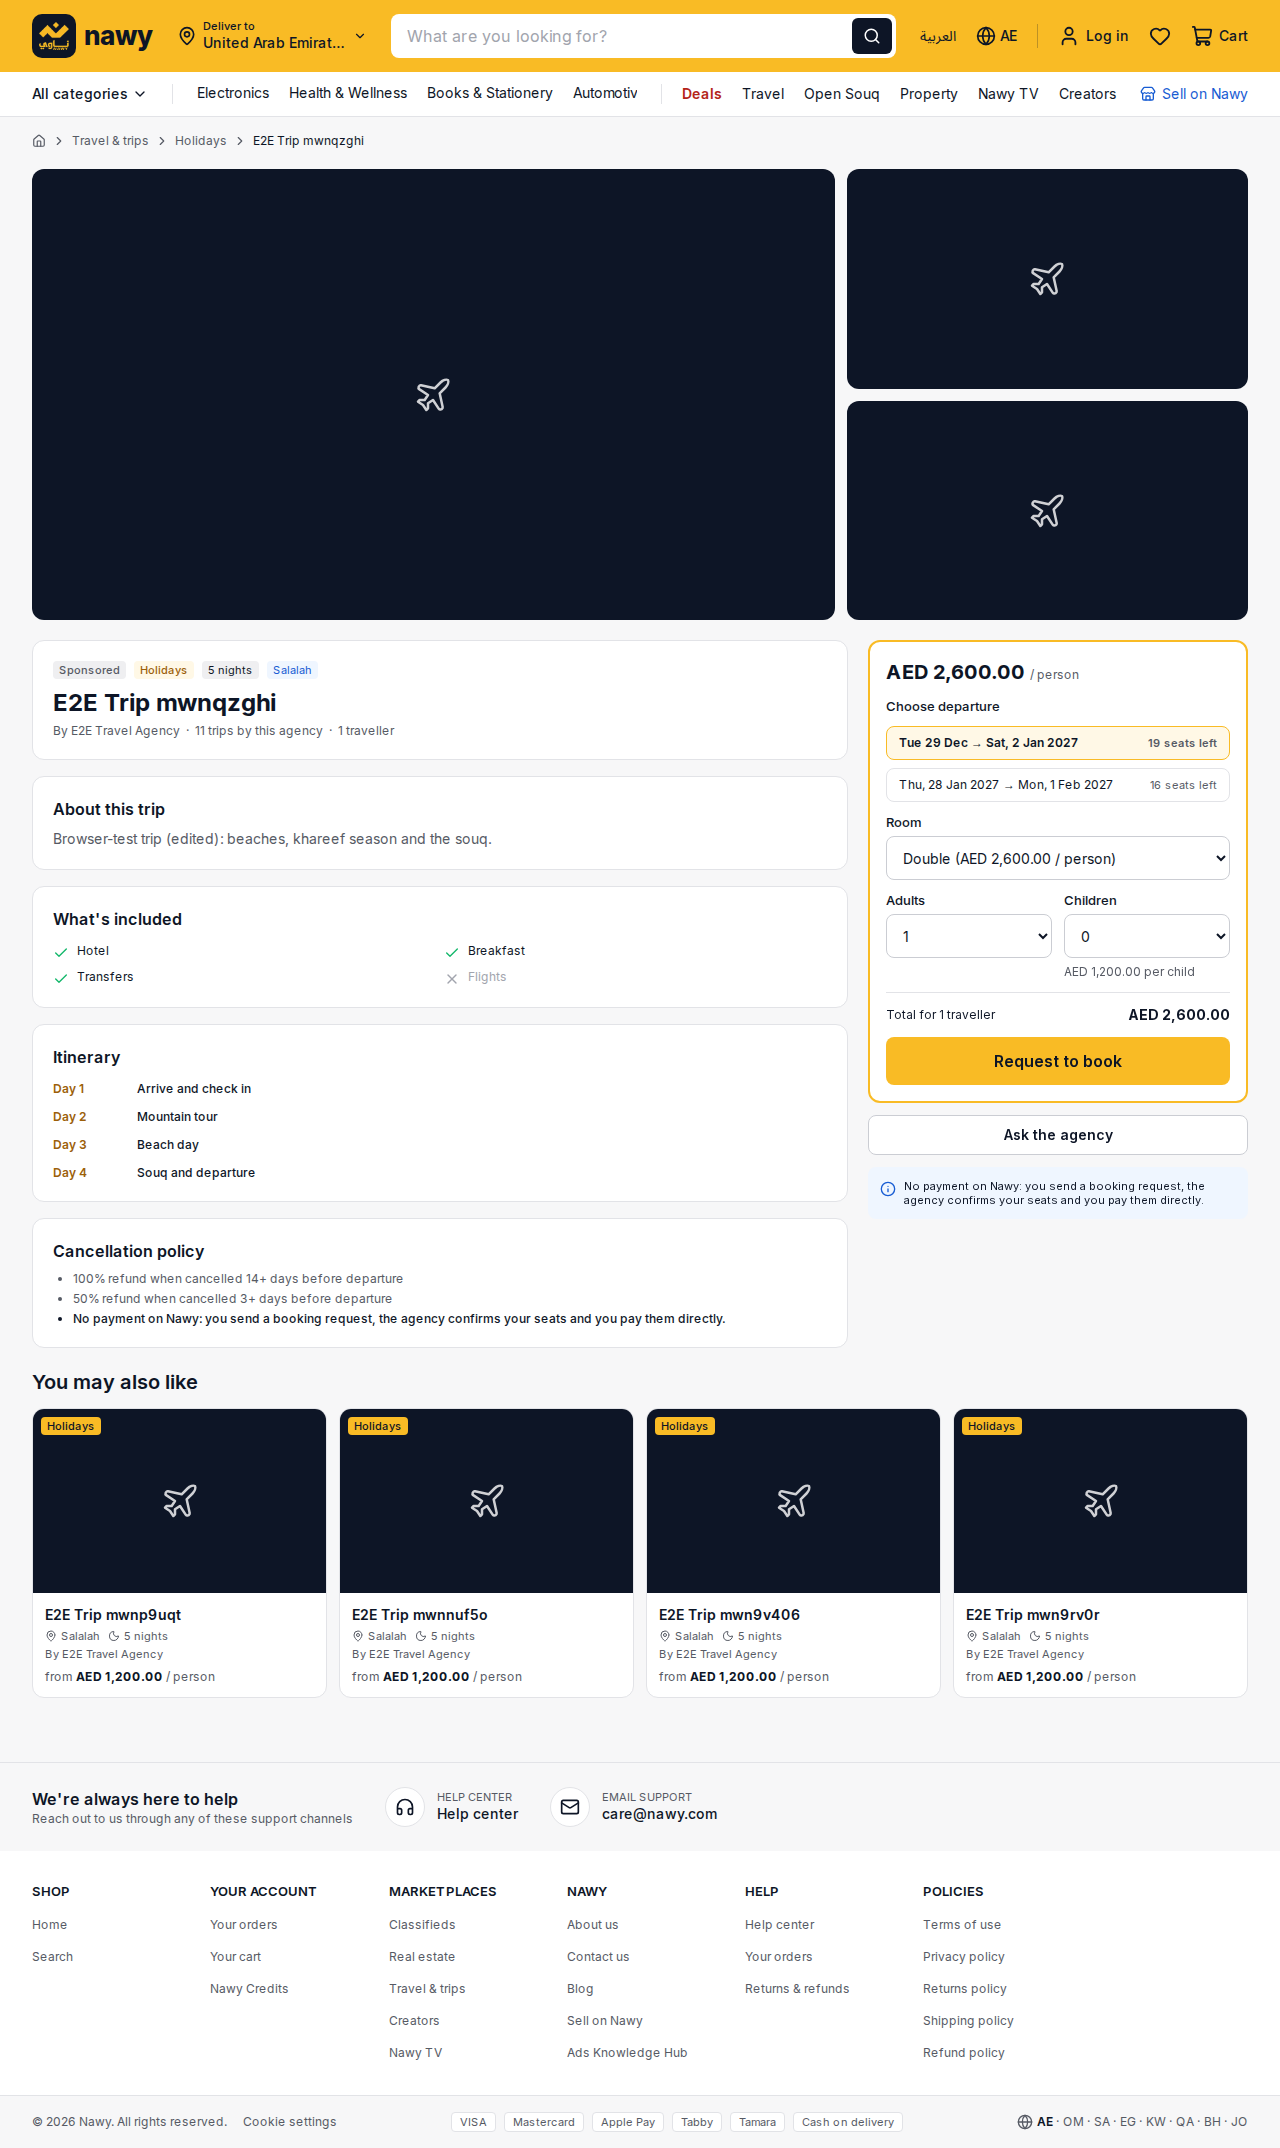 نـــاوي
NAWY
nawy
Deliver to
United Arab Emirat...
What are you looking for?
العربية
AE
Log in
Cart
All categories
Electronics
Health & Wellness
Books & Stationery
Automotiv
Deals
Travel
Open Souq
Property
Nawy TV
Creators
Sell on Nawy
Travel & trips
Holidays
E2E Trip mwnqzghi
Sponsored
Holidays
5 nights
Salalah
E2E Trip mwnqzghi
By E2E Travel Agency · 11 trips by this agency · 1 traveller
About this trip
Browser-test trip (edited): beaches, khareef season and the souq.
What's included
Hotel
Breakfast
Transfers
Flights
Itinerary
Day 1 Arrive and check in
Day 2 Mountain tour
Day 3 Beach day
Day 4 Souq and departure
Cancellation policy
• 100% refund when cancelled 14+ days before departure
• 50% refund when cancelled 3+ days before departure
• No payment on Nawy: you send a booking request, the agency confirms your seats and you pay them directly.
AED 2,600.00 / person
Choose departure
Tue 29 Dec → Sat, 2 Jan 2027 19 seats left
Thu, 28 Jan 2027 → Mon, 1 Feb 2027 16 seats left
Room
Double (AED 2,600.00 / person)
Adults
Children
1
0
AED 1,200.00 per child
Total for 1 traveller AED 2,600.00
Request to book
Ask the agency
No payment on Nawy: you send a booking request, the
agency confirms your seats and you pay them directly.
You may also like
Holidays
E2E Trip mwnp9uqt
Salalah 5 nights
By E2E Travel Agency
from AED 1,200.00 / person
Holidays
E2E Trip mwnnuf5o
Salalah 5 nights
By E2E Travel Agency
from AED 1,200.00 / person
Holidays
E2E Trip mwn9v406
Salalah 5 nights
By E2E Travel Agency
from AED 1,200.00 / person
Holidays
E2E Trip mwn9rv0r
Salalah 5 nights
By E2E Travel Agency
from AED 1,200.00 / person
We're always here to help
Reach out to us through any of these support channels
HELP CENTER
Help center
EMAIL SUPPORT
care@nawy.com
SHOP
Home
Search
YOUR ACCOUNT
Your orders
Your cart
Nawy Credits
MARKETPLACES
Classifieds
Real estate
Travel & trips
Creators
Nawy TV
NAWY
About us
Contact us
Blog
Sell on Nawy
Ads Knowledge Hub
HELP
Help center
Your orders
Returns & refunds
POLICIES
Terms of use
Privacy policy
Returns policy
Shipping policy
Refund policy
© 2026 Nawy. All rights reserved.
Cookie settings
VISA
Mastercard
Apple Pay
Tabby
Tamara
Cash on delivery
AE · OM · SA · EG · KW · QA · BH · JO